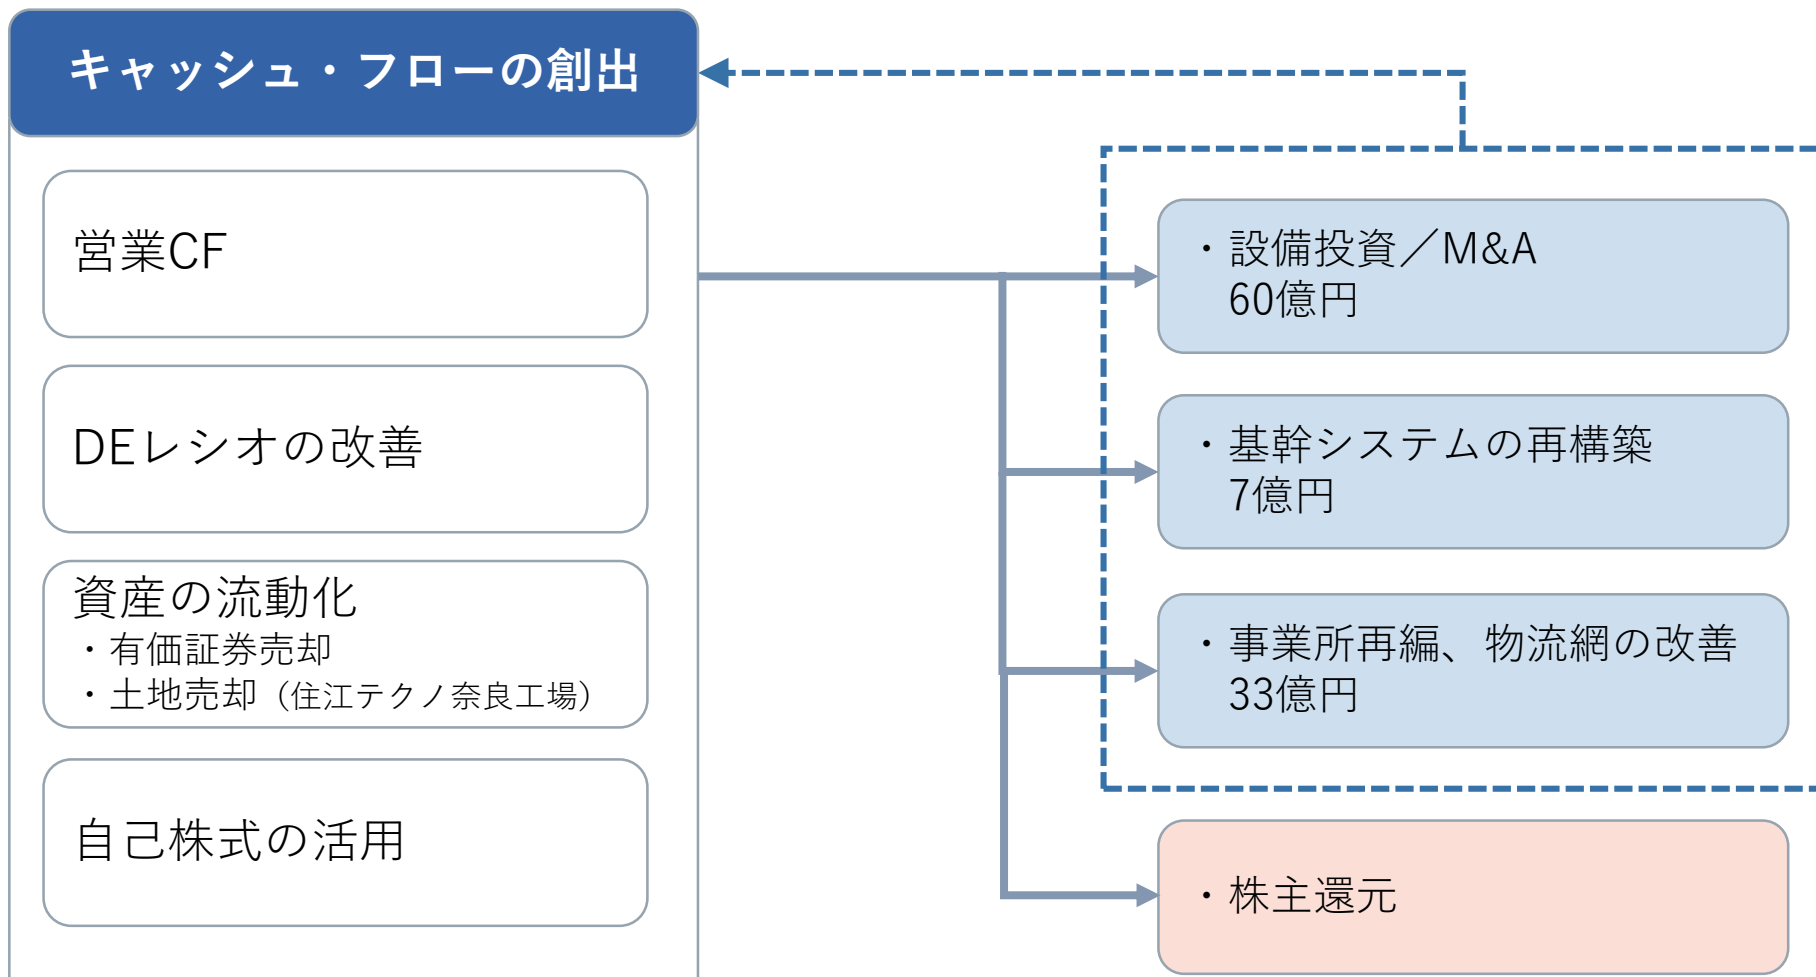 キャッシュ・フローの創出
営業CF
DEレシオの改善
資産の流動化
・有価証券売却
・土地売却（住江テクノ奈良工場）
自己株式の活用
・設備投資／M&A
60億円
・基幹システムの再構築
7億円
・事業所再編、物流網の改善
33億円
・株主還元